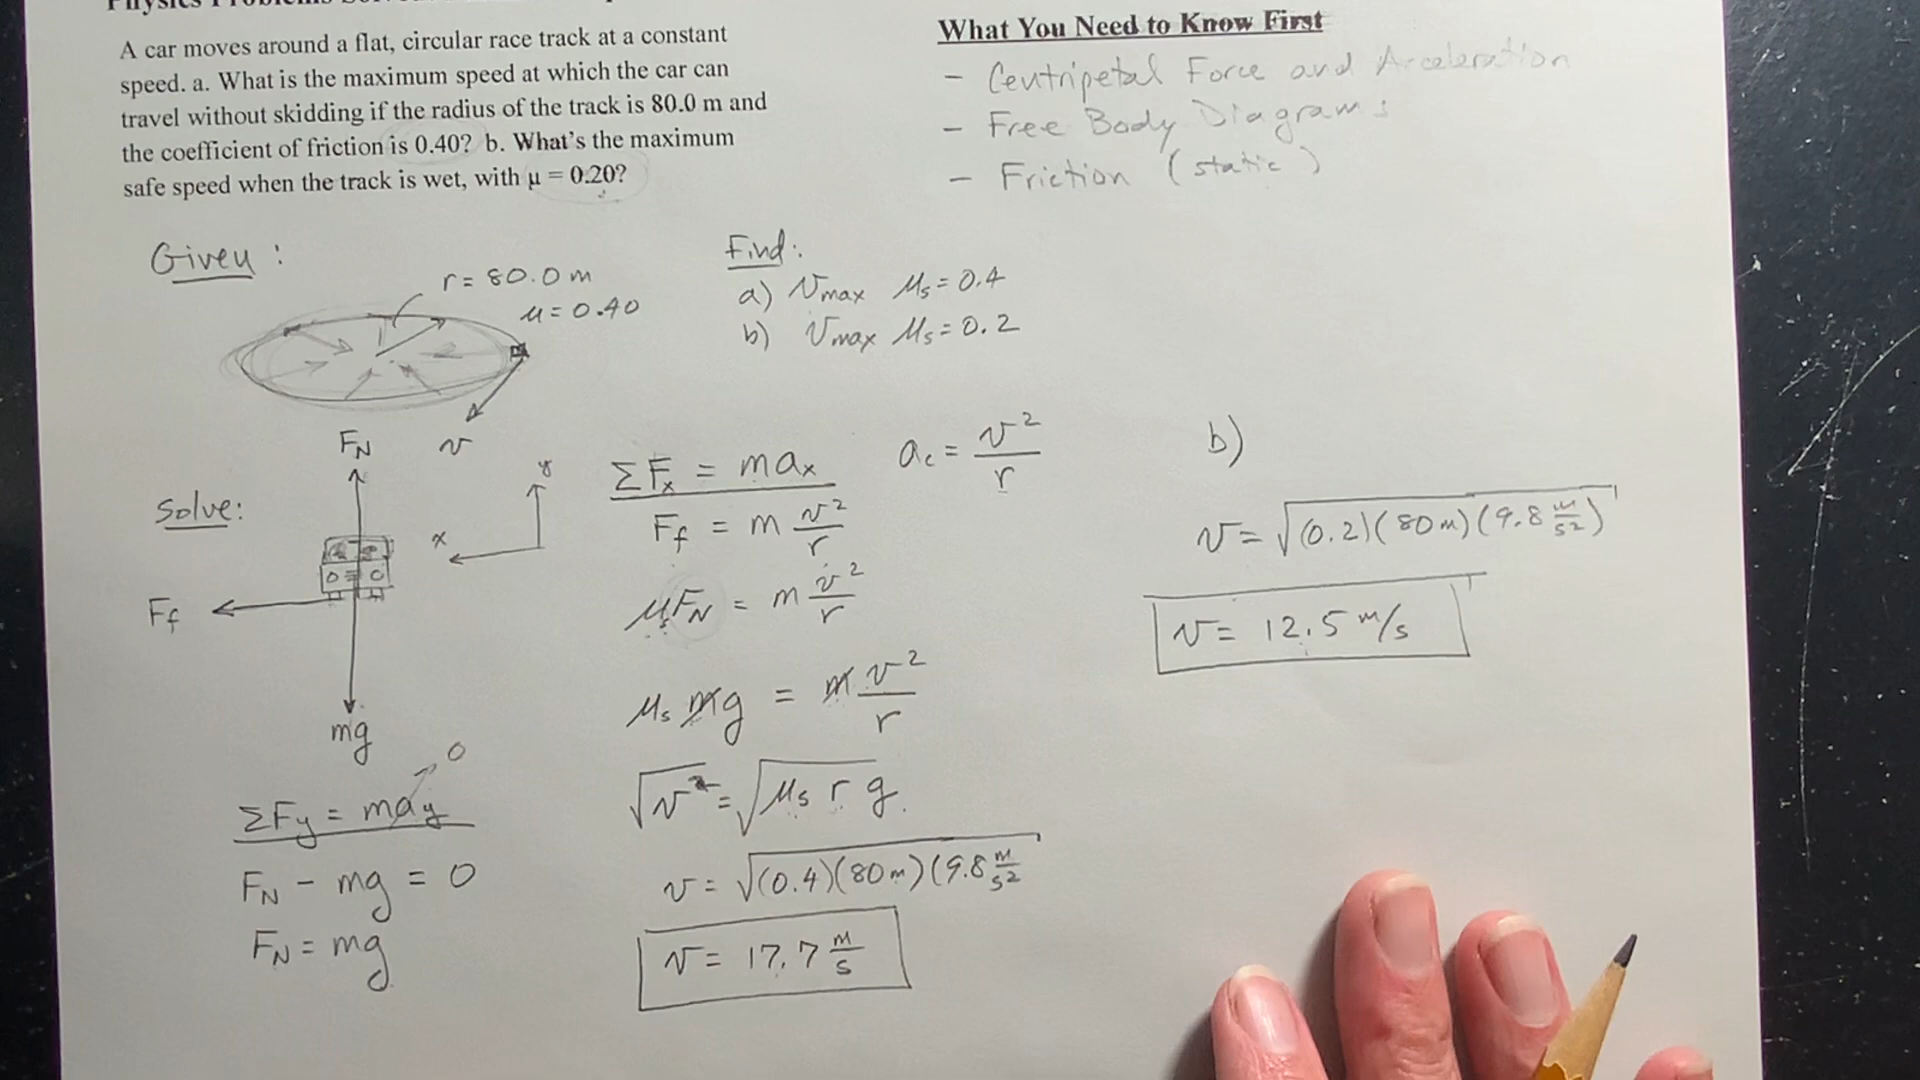 A car moves around a flat, circular race track at a constant
speed. a. What is the maximum speed at which the car can
travel without skidding if the radius of the track is 80.0 m and
the coefficient of friction is 0.40? b. What's the maximum
safe speed when the track is wet, with μ = 0.20?
What You Need to Know First
- Centripetal Force and Acceleration
- Free Body Diagrams
- Friction (static)
Given:
r = 80.0 m
μ = 0.40
v
Find:
a) vmax μs = 0.4
b) vmax μs = 0.2
Solve:
FN
Ff
mg
y
x
ΣFy = may 0
FN - mg = 0
FN = mg
ΣFx = max
Ff = m v²/r
μsFN = m v²/r
μs mg = m v²/r
√v² = √μs r g
v = √(0.4)(80m)(9.8 m/s²
v = 17.7 m/s
ac = v²/r
b)
v = √(0.2)(80m)(9.8 m/s²)
v = 12.5 m/s